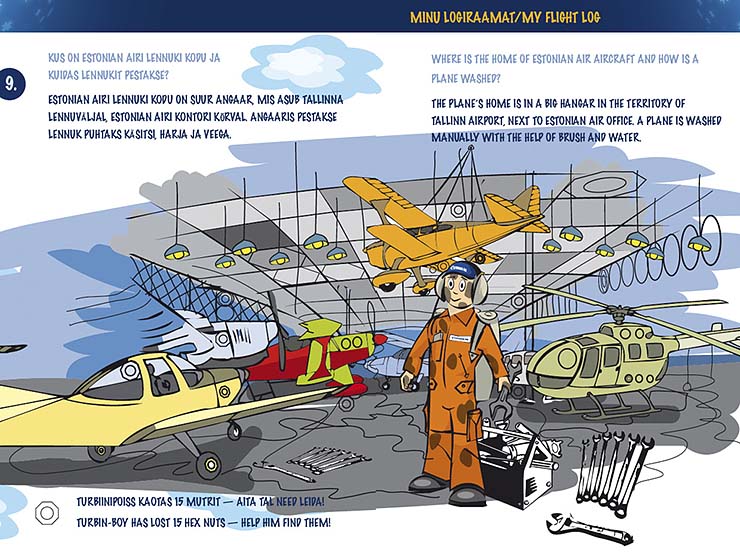 MINU LOGIRAAMAT/MY FLIGHT LOG
9.
KUS ON ESTONIAN AIRI LENNUKI KODU JA
KUIDAS LENNUKIT PESTAKSE?
ESTONIAN AIRI LENNUKI KODU ON SUUR ANGAAR, MIS ASUB TALLINNA
LENNUVÄLJAL, ESTONIAN AIRI KONTORI KÕRVAL. ANGAARIS PESTAKSE
LENNUK PUHTAKS KÄSITSI, HARJA JA VEEGA.
WHERE IS THE HOME OF ESTONIAN AIR AIRCRAFT AND HOW IS A
PLANE WASHED?
THE PLANE'S HOME IS IN A BIG HANGAR IN THE TERRITORY OF
TALLINN AIRPORT, NEXT TO ESTONIAN AIR OFFICE. A PLANE IS WASHED
MANUALLY WITH THE HELP OF BRUSH AND WATER.
TURBIINIPOISS KAOTAS 15 MUTRIT — AITA TAL NEED LEIDA!
TURBIN-BOY HAS LOST 15 HEX NUTS — HELP HIM FIND THEM!